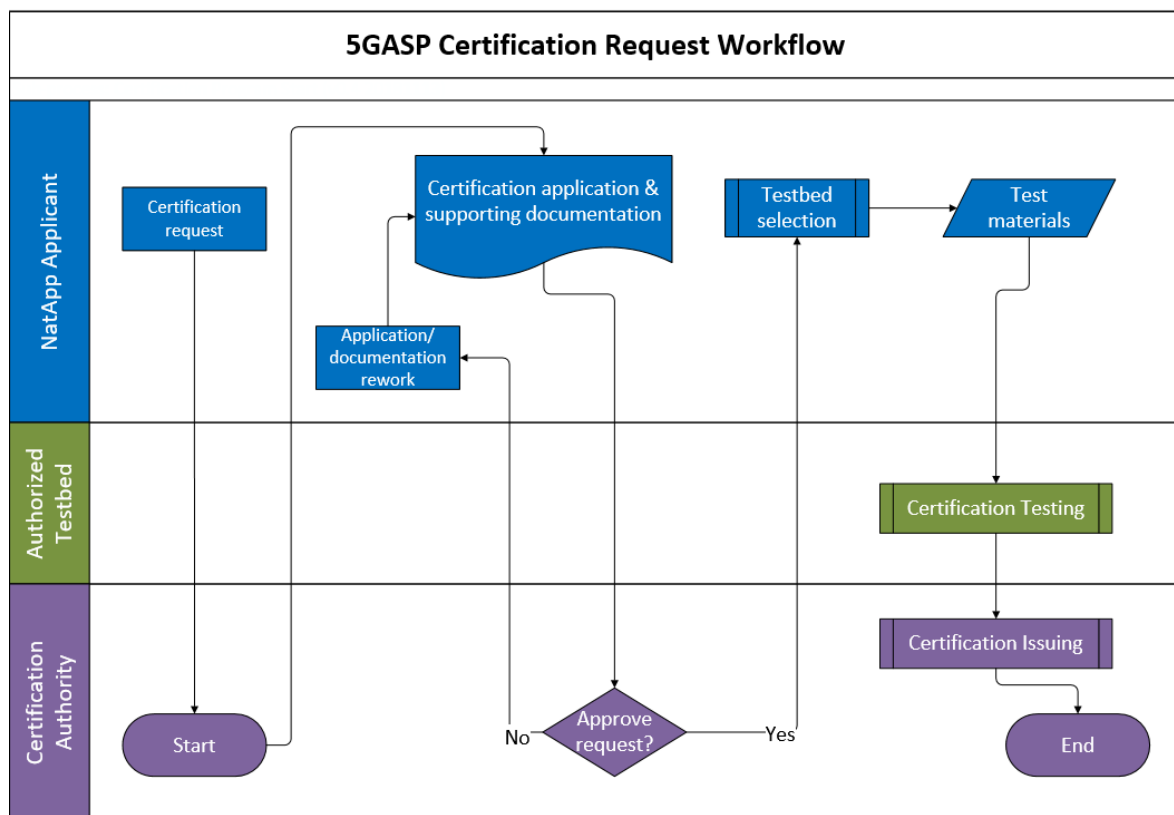 5GASP Certification Request Workflow
NatApp Applicant
Certification
request
Certification application &
supporting documentation
Application/
documentation
rework
Testbed
selection
Test
materials
Authorized
Testbed
Certification Testing
Certification
Authority
Start
No
Approve
request?
Yes
Certification Issuing
End